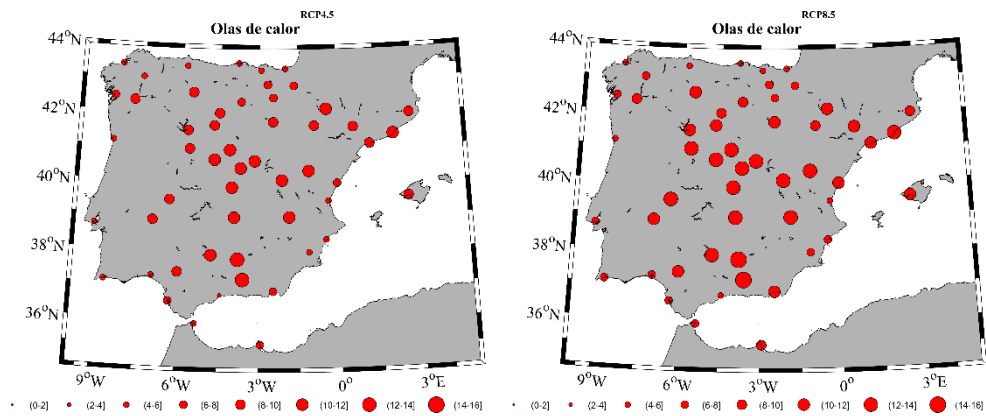 RCP4.5
Olas de calor
44°N
42°N
40°N
38°N
36°N
9°W 6°W 3°W 0° 3°E
(0-2] (2-4] (4-6] (6-8] (8-10] (10-12] (12-14] (14-16]
RCP8.5
Olas de calor
44°N
42°N
40°N
38°N
36°N
9°W 6°W 3°W 0° 3°E
(0-2] (2-4] (4-6] (6-8] (8-10] (10-12] (12-14] (14-16]